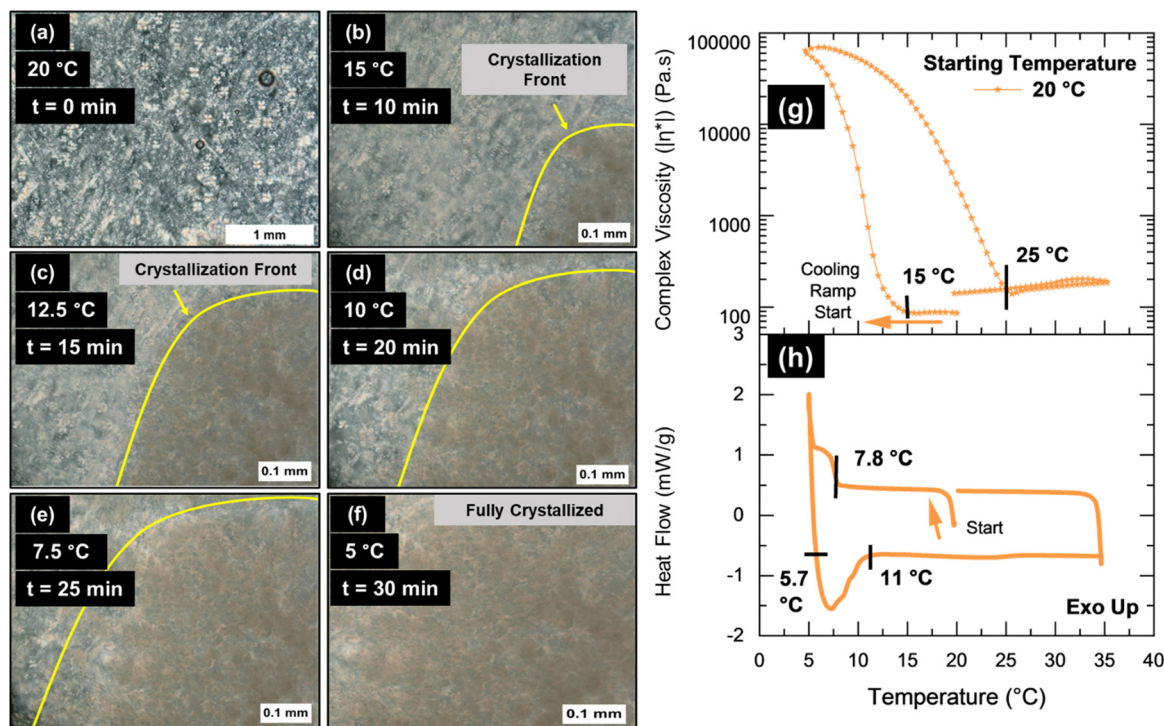 (a)
20 °C
t = 0 min
1 mm
(b)
15 °C
t = 10 min
Crystallization
Front
0.1 mm
(c)
12.5 °C
t = 15 min
Crystallization Front
0.1 mm
(d)
10 °C
t = 20 min
0.1 mm
(e)
7.5 °C
t = 25 min
0.1 mm
(f)
5 °C
t = 30 min
Fully Crystallized
0.1 mm
Complex Viscosity (|n*|) (Pa.s)
100000
10000
1000
100
(g)
Starting Temperature
20 °C
Cooling
Ramp
Start
15 °C
25 °C
Heat Flow (mW/g)
3
2
1
0
-1
-2
(h)
7.8 °C
Start
5.7
°C
11 °C
Exo Up
0 5 10 15 20 25 30 35 40
Temperature (°C)